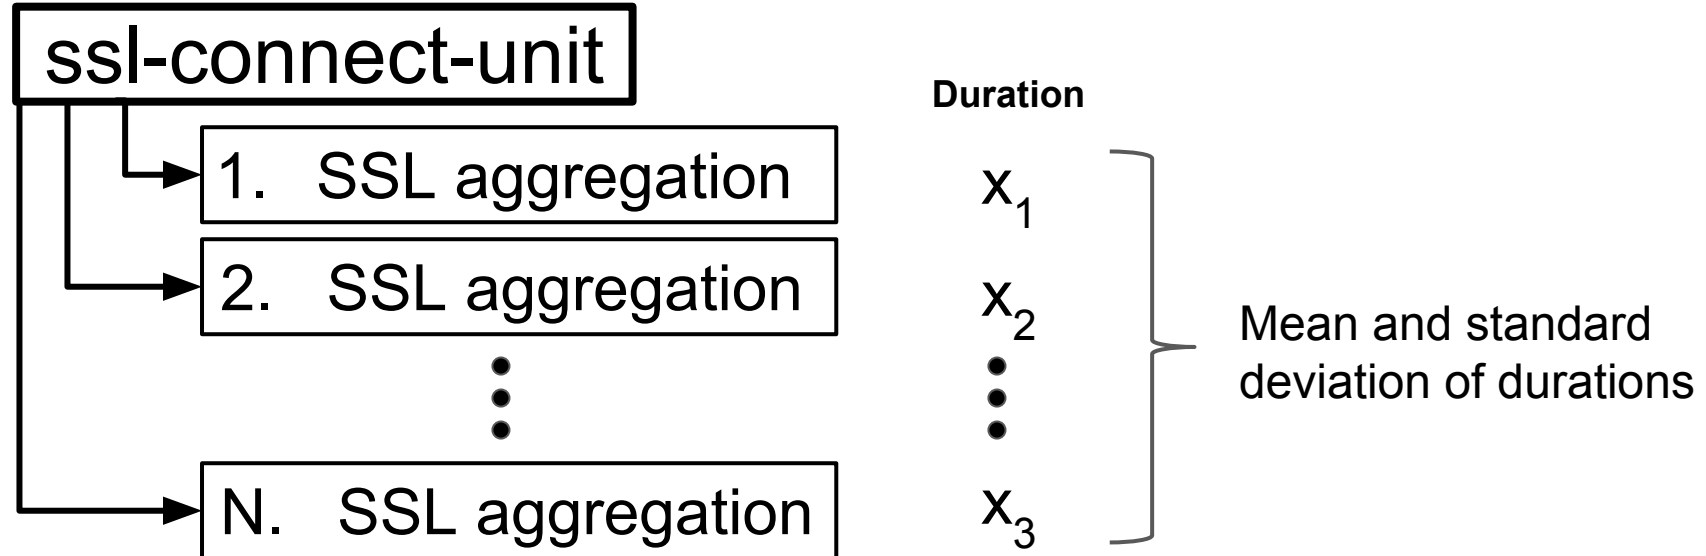 ssl-connect-unit
Duration
1. SSL aggregation
x₁
2. SSL aggregation
x₂
Mean and standard
deviation of durations
N. SSL aggregation
x₃